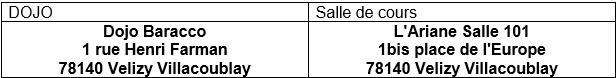 DOJO
Salle de cours
Dojo Baracco
1 rue Henri Farman
78140 Velizy Villacoublay
L'Ariane Salle 101
1bis place de l'Europe
78140 Velizy Villacoublay